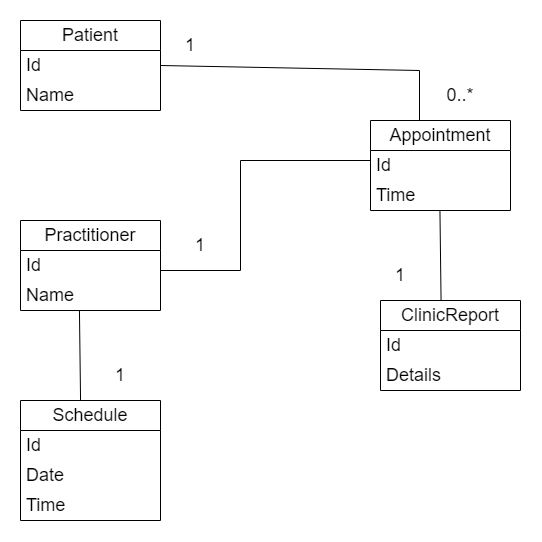 Patient
1
Id
Name
0..*
Appointment
Id
Time
Practitioner
1
Id
Name
1
ClinicReport
Id
Details
1
Schedule
Id
Date
Time